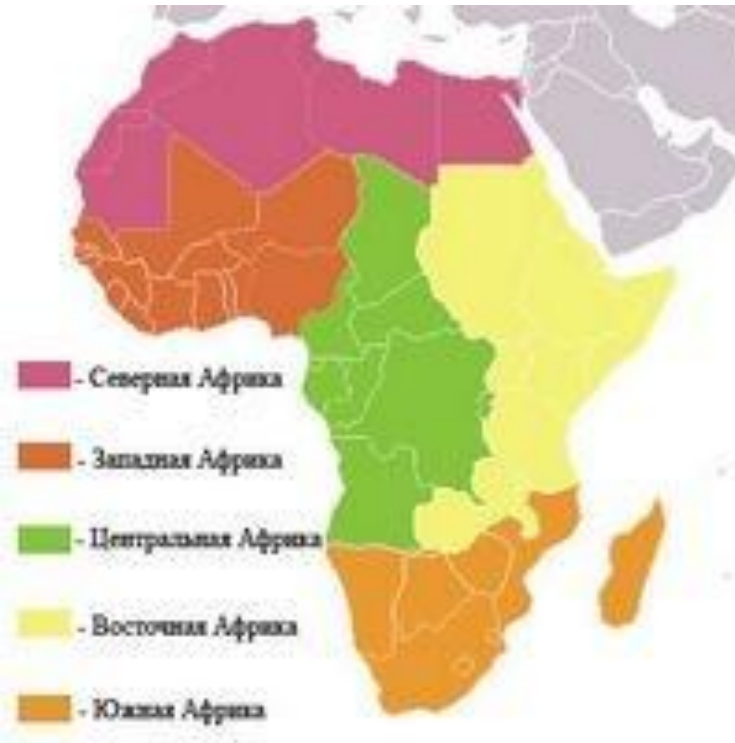 - Северная Африка
- Западная Африка
- Центральная Африка
- Восточная Африка
- Южная Африка